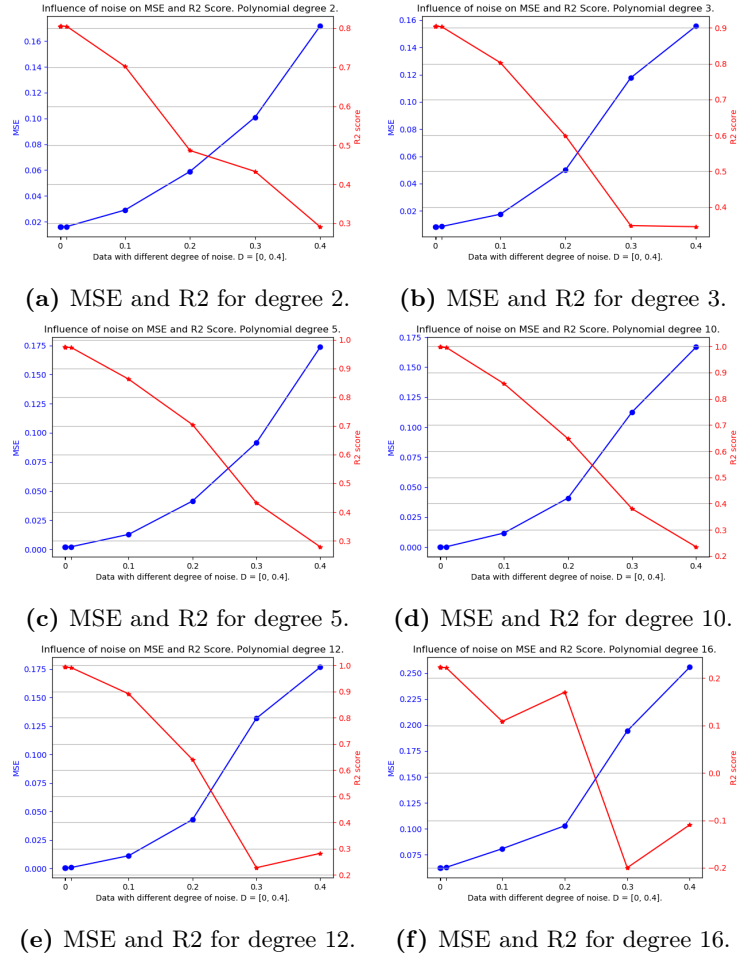 Influence of noise on MSE and R2 Score. Polynomial degree 2.
0.16
0.14
0.12
0.10
0.08
0.06
0.04
0.02
MSE
0.8
0.7
0.6
0.5
0.4
0.3
R2 score
0 0.1 0.2 0.3 0.4
Data with different degree of noise. D = [0, 0.4].
(a) MSE and R2 for degree 2.
Influence of noise on MSE and R2 Score. Polynomial degree 3.
0.16
0.14
0.12
0.10
0.08
0.06
0.04
0.02
MSE
0.9
0.8
0.7
0.6
0.5
0.4
R2 score
0 0.1 0.2 0.3 0.4
Data with different degree of noise. D = [0, 0.4].
(b) MSE and R2 for degree 3.
Influence of noise on MSE and R2 Score. Polynomial degree 5.
0.175
0.150
0.125
0.100
0.075
0.050
0.025
0.000
MSE
1.0
0.9
0.8
0.7
0.6
0.5
0.4
0.3
R2 score
0 0.1 0.2 0.3 0.4
Data with different degree of noise. D = [0, 0.4].
(c) MSE and R2 for degree 5.
Influence of noise on MSE and R2 Score. Polynomial degree 10.
0.175
0.150
0.125
0.100
0.075
0.050
0.025
0.000
MSE
1.0
0.9
0.8
0.7
0.6
0.5
0.4
0.3
0.2
R2 score
0 0.1 0.2 0.3 0.4
Data with different degree of noise. D = [0, 0.4].
(d) MSE and R2 for degree 10.
Influence of noise on MSE and R2 Score. Polynomial degree 12.
0.175
0.150
0.125
0.100
0.075
0.050
0.025
0.000
MSE
1.0
0.9
0.8
0.7
0.6
0.5
0.4
0.3
0.2
R2 score
0 0.1 0.2 0.3 0.4
Data with different degree of noise. D = [0, 0.4].
(e) MSE and R2 for degree 12.
Influence of noise on MSE and R2 Score. Polynomial degree 16.
0.250
0.225
0.200
0.175
0.150
0.125
0.100
0.075
MSE
0.2
0.1
0.0
−0.1
−0.2
R2 score
0 0.1 0.2 0.3 0.4
Data with different degree of noise. D = [0, 0.4].
(f) MSE and R2 for degree 16.